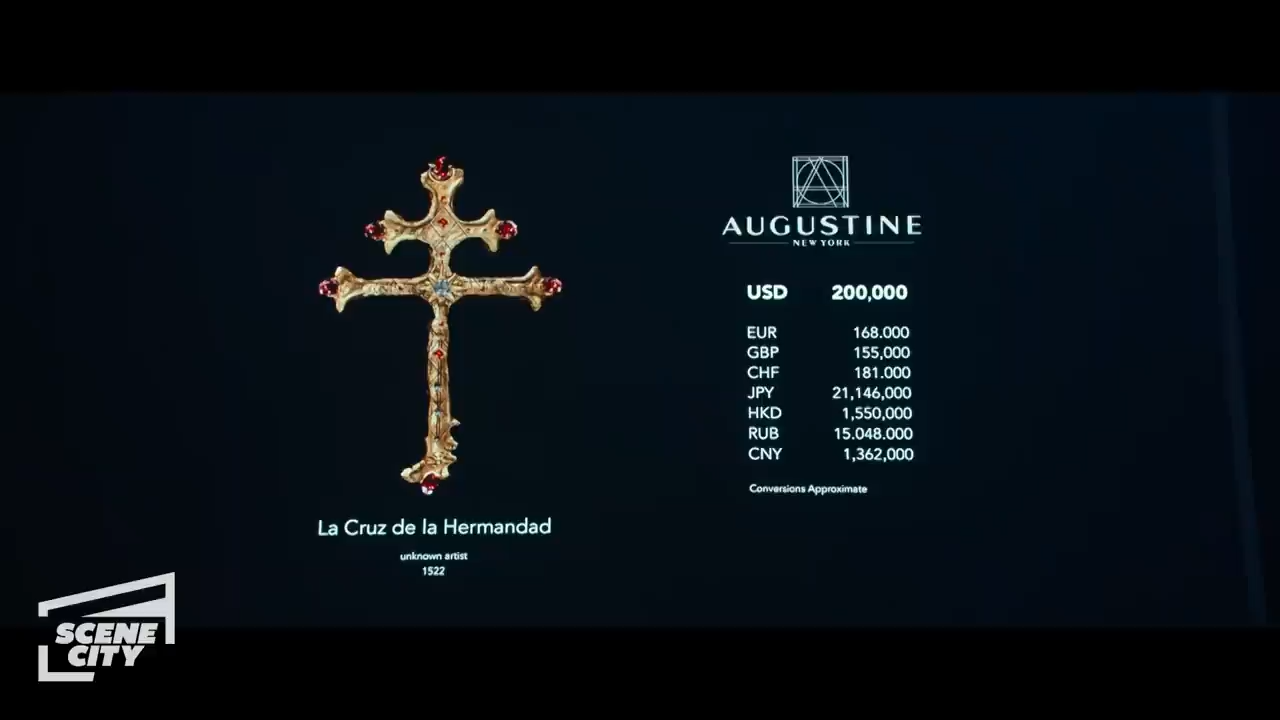 AUGUSTINE
NEW YORK
USD 200,000
EUR 168.000
GBP 155,000
CHF 181.000
JPY 21,146,000
HKD 1,550,000
RUB 15.048.000
CNY 1,362,000
Conversions Approximate
La Cruz de la Hermandad
unknown artist
1522
SCENE
CITY